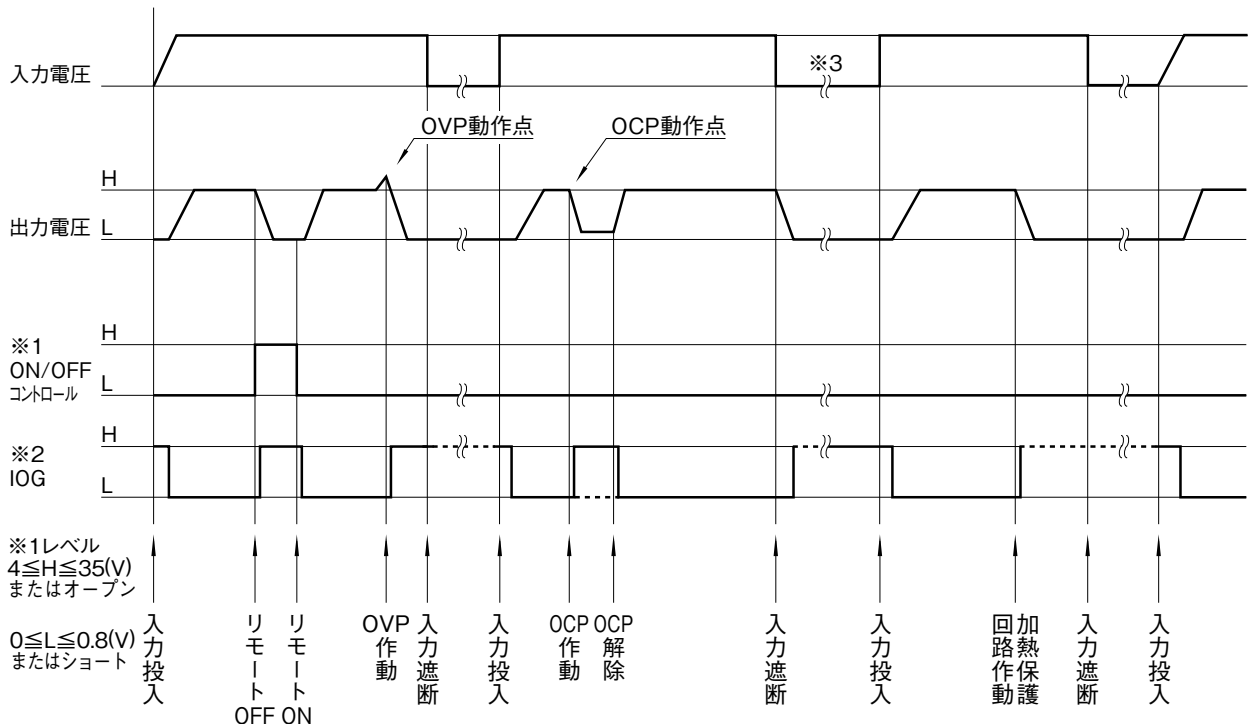 入力電圧
※3
OVP動作点
OCP動作点
H
出力電圧 L
H
※1
ON/OFF
コントロール
L
H
※2
IOG
L
※1レベル
4≦H≦35(V)
またはオープン
0≦L≦0.8(V)
またはショート
入力投入
リモートOFF
リモートON
OVP作動
入力遮断
入力投入
OCP作動
OCP解除
入力遮断
入力投入
加熱保護
回路作動
入力遮断
入力投入